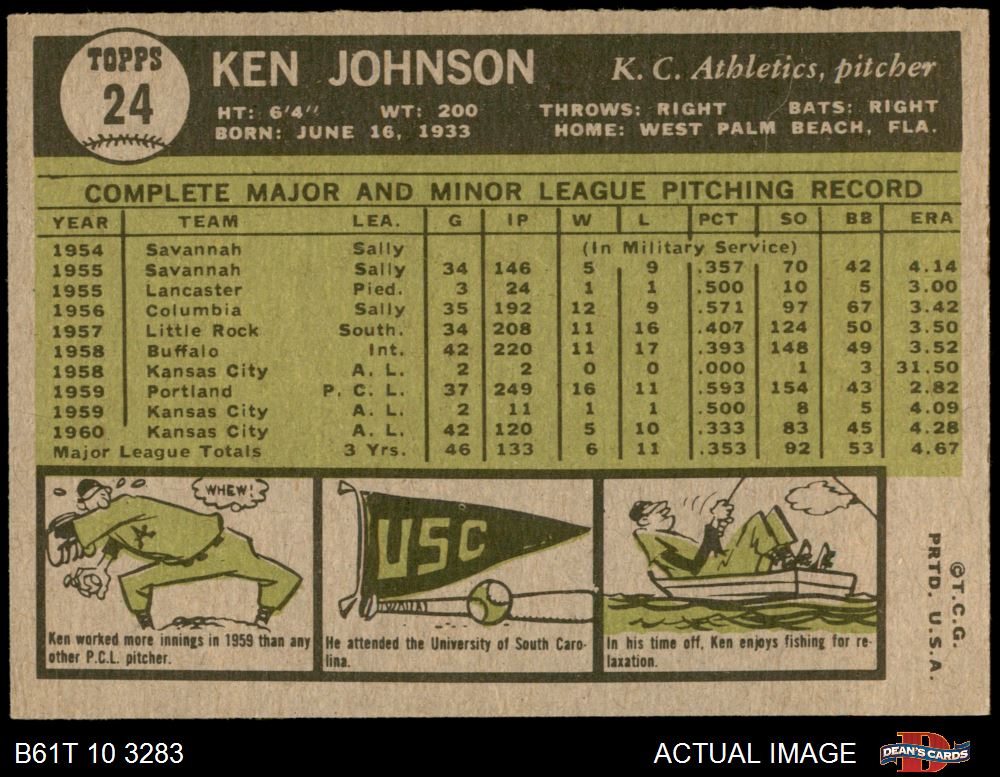 TOPPS
24
KEN JOHNSON K. C. Athletics, pitcher
HT: 6'4" WT: 200 THROWS: RIGHT BATS: RIGHT
BORN: JUNE 16, 1933 HOME: WEST PALM BEACH, FLA.
COMPLETE MAJOR AND MINOR LEAGUE PITCHING RECORD
YEAR TEAM LEA. G IP W L PCT SO BB ERA
1954 Savannah Sally (In Military Service)
1955 Savannah Sally 34 146 5 9 .357 70 42 4.14
1955 Lancaster Pied. 3 24 1 1 .500 10 5 3.00
1956 Columbia Sally 35 192 12 9 .571 97 67 3.42
1957 Little Rock South. 34 208 11 16 .407 124 50 3.50
1958 Buffalo Int. 42 220 11 17 .393 148 49 3.52
1958 Kansas City A. L. 2 2 0 0 .000 1 3 31.50
1959 Portland P. C. L. 37 249 16 11 .593 154 43 2.82
1959 Kansas City A. L. 2 11 1 1 .500 8 5 4.09
1960 Kansas City A. L. 42 120 5 10 .333 83 45 4.28
Major League Totals 3 Yrs. 46 133 6 11 .353 92 53 4.67
WHEW!
K
Ken worked more innings in 1959 than any
other P.C.L. pitcher.
USC
He attended the University of South Caro-
lina.
In his time off, Ken enjoys fishing for re-
laxation.
©T.C.G.
PRTD. U.S.A.
B61T 10 3283 ACTUAL IMAGE
D
DEAN'S CARDS